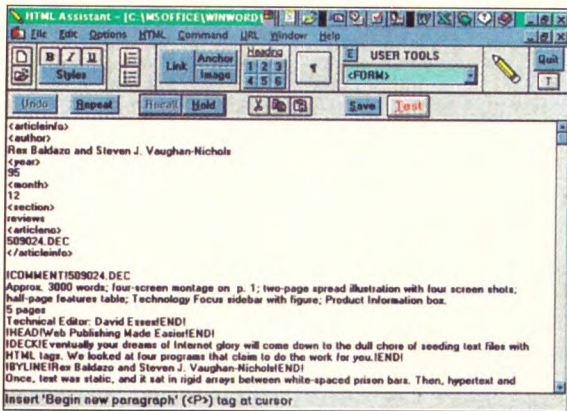 HTML Assistant - [C:\MSOFFICE\WINWORD\
File Edit Options HTML Command URL Window Help
B I U
Styles
Link
Anchor
Image
Heading
1 2 3
4 5 6
¶
E USER TOOLS
<FORM>
Quit
T
Undo Repeat Recall Hold Save Test
<articleinfo>
<author>
Rex Baldazo and Steven J. Vaughan-Nichols
<year>
95
<month>
12
<section>
reviews
<articleno>
509024.DEC
</articleinfo>
!COMMENT!509024.DEC
Approx. 3000 words; four-screen montage on p. 1; two-page spread illustration with four screen shots;
half-page features table; Technology Focus sidebar with figure; Product Information box.
5 pages
Technical Editor: David Essex!END!
!HEAD!Web Publishing Made Easier!END!
!DECK!Eventually your dreams of Internet glory will come down to the dull chore of seeding text files with
HTML tags. We looked at four programs that claim to do the work for you.!END!
!BYLINE!Rex Baldazo and Steven J. Vaughan-Nichols!END!
Once, text was static, and it sat in rigid arrays between white-spaced prison bars. Then, hypertext and
Insert 'Begin new paragraph' (<P>) tag at cursor